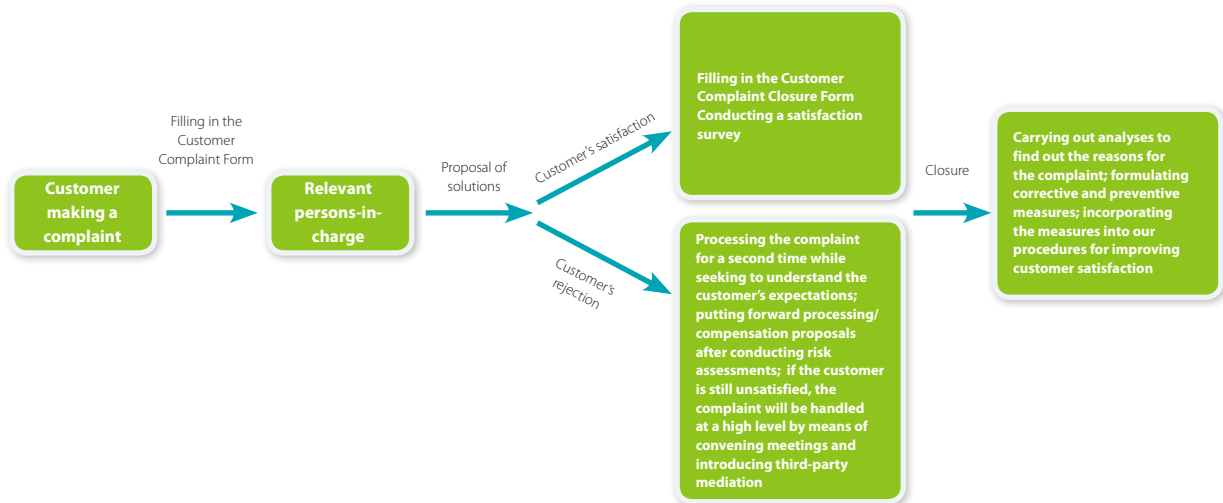 Customer
making a
complaint
Filling in the
Customer
Complaint Form
Relevant
persons-in-
charge
Proposal of
solutions
Customer's satisfaction
Customer's
rejection
Filling in the Customer
Complaint Closure Form
Conducting a satisfaction
survey
Processing the complaint
for a second time while
seeking to understand the
customer's expectations;
putting forward processing/
compensation proposals
after conducting risk
assessments; if the customer
is still unsatisfied, the
complaint will be handled
at a high level by means of
convening meetings and
introducing third-party
mediation
Closure
Carrying out analyses to
find out the reasons for
the complaint; formulating
corrective and preventive
measures; incorporating
the measures into our
procedures for improving
customer satisfaction